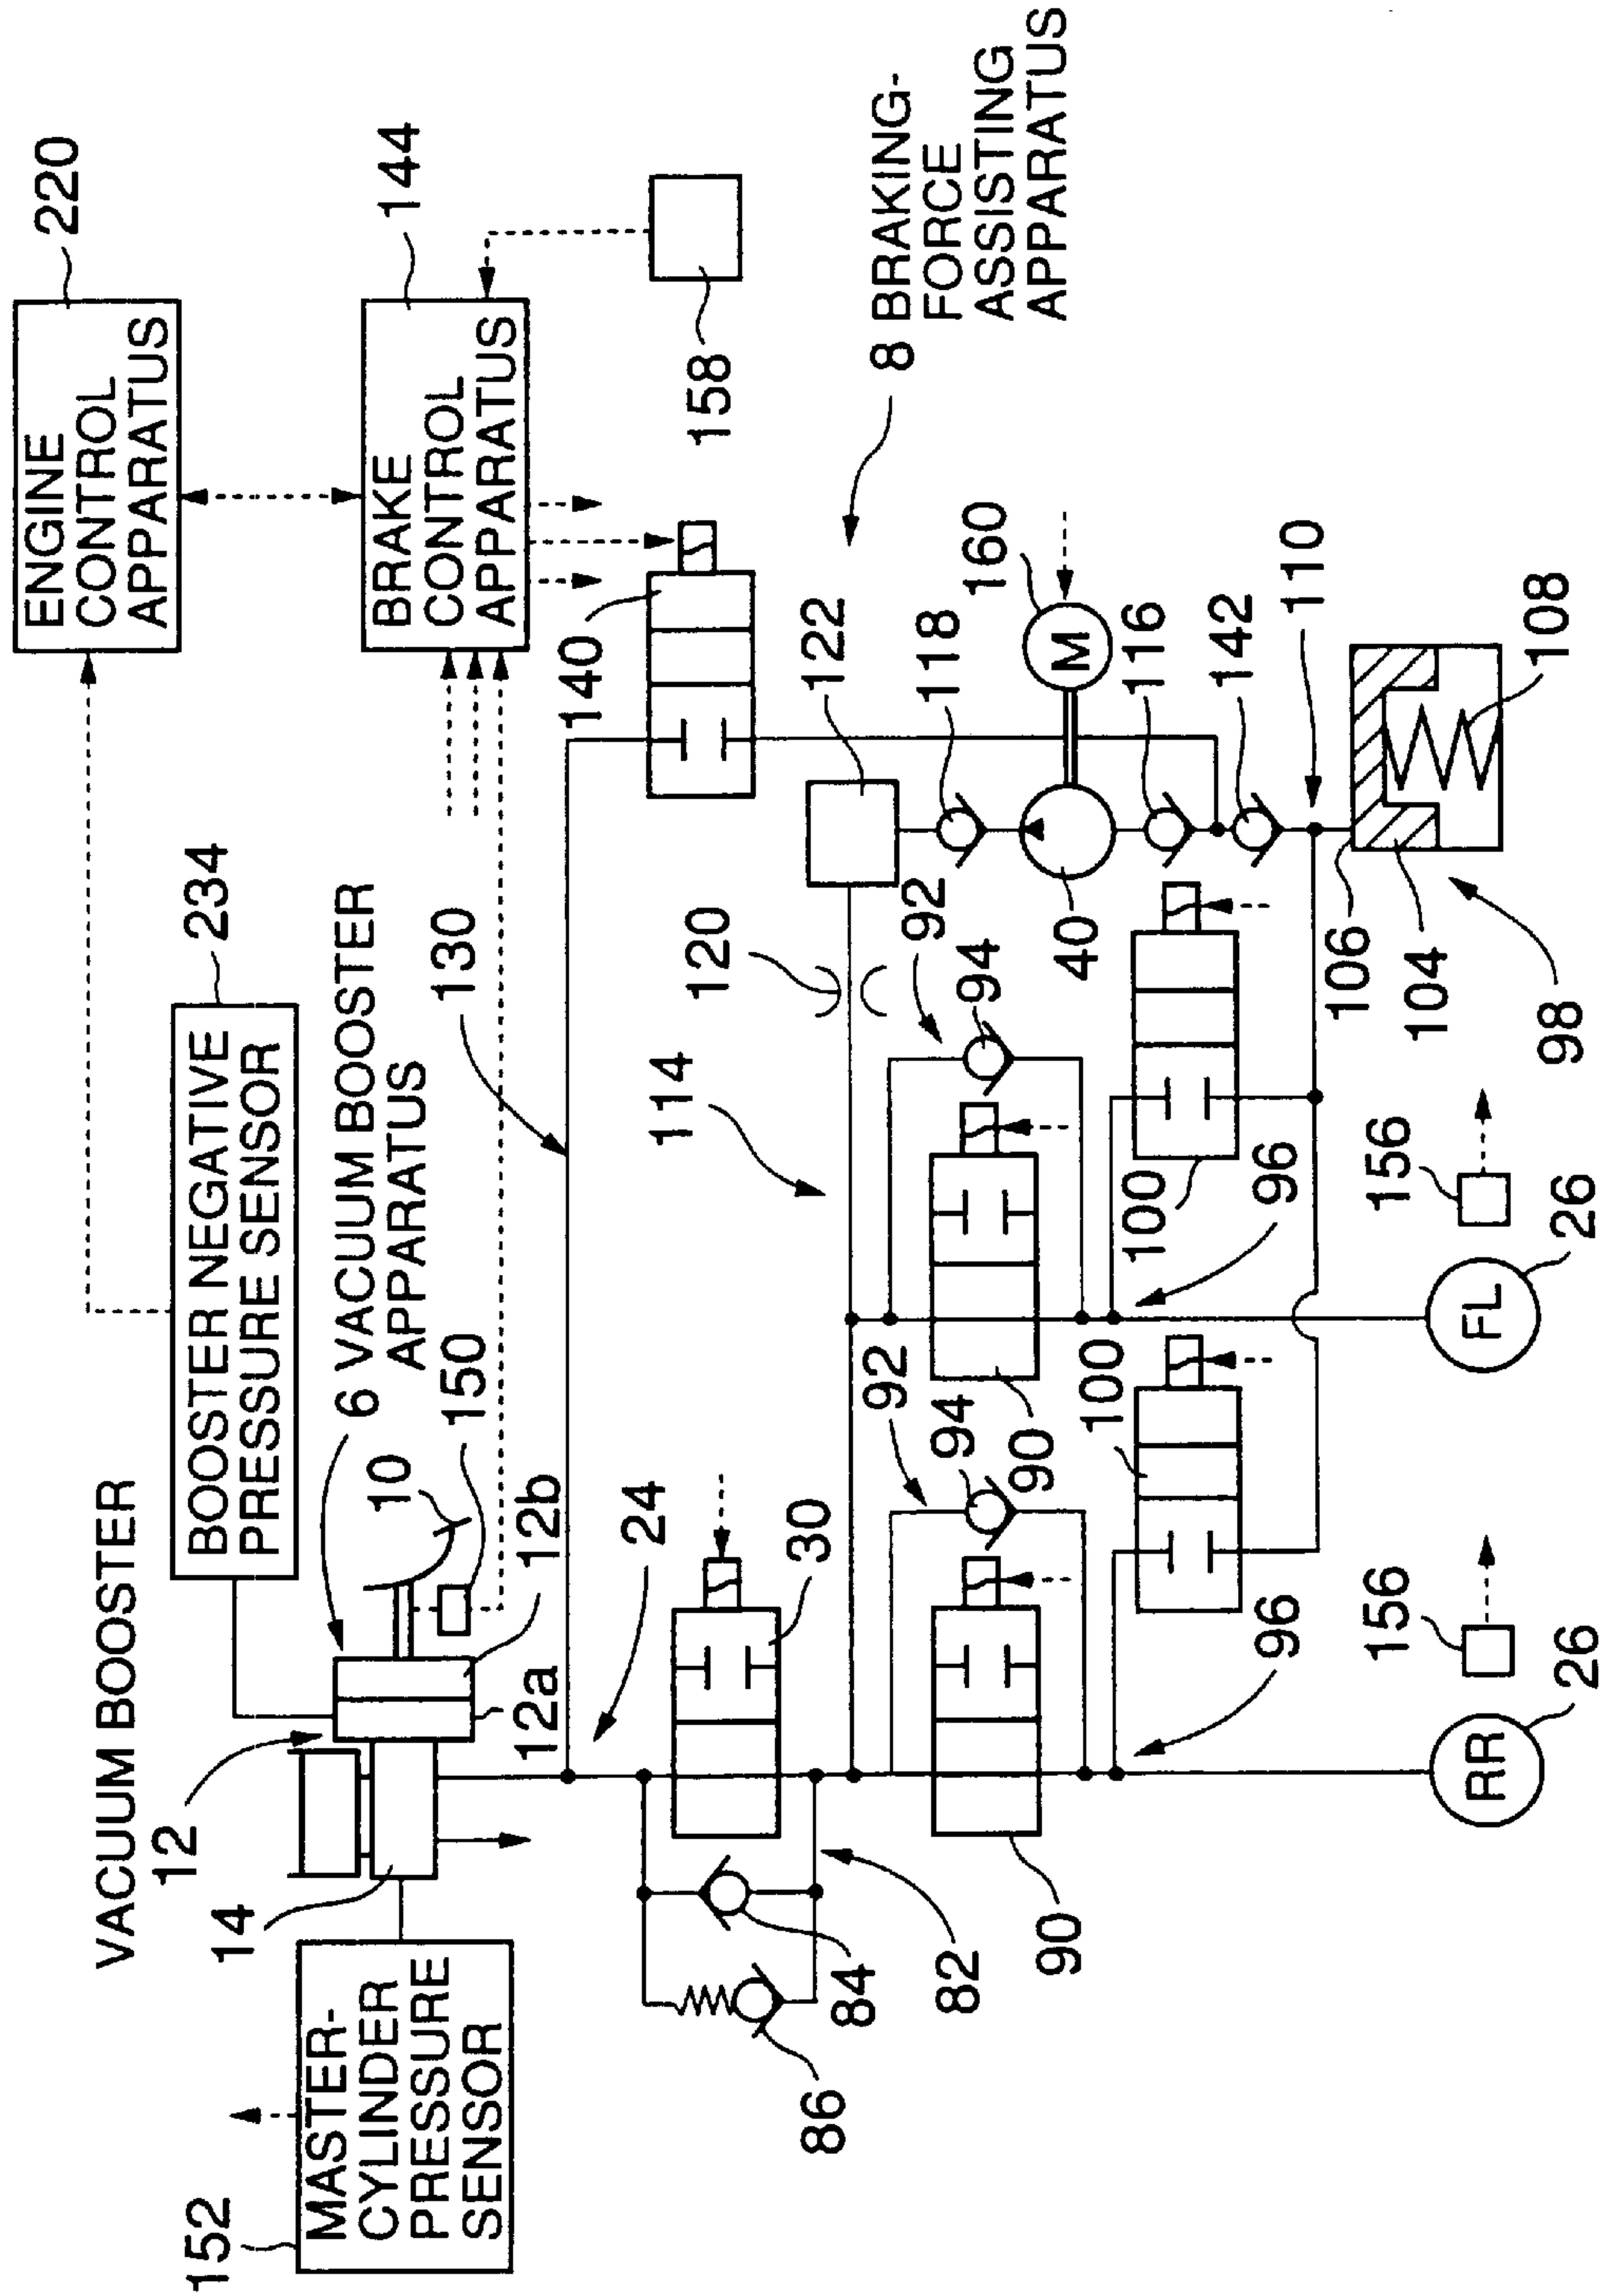 152
MASTER-
CYLINDER
PRESSURE
SENSOR
VACUUM BOOSTER
12
14
BOOSTER NEGATIVE
PRESSURE SENSOR
234
6 VACUUM BOOSTER
APPARATUS
10
150
12b
12a
ENGINE
CONTROL
APPARATUS
220
BRAKE
CONTROL
APPARATUS
144
158
130
140
24
30
86
84
82
114
120
122
8 BRAKING-
FORCE
ASSISTING
APPARATUS
118
160
M
116
142
110
40
92
94
90
92
94
90
100
96
100
96
106
104
98
108
156
26
RR
156
26
FL